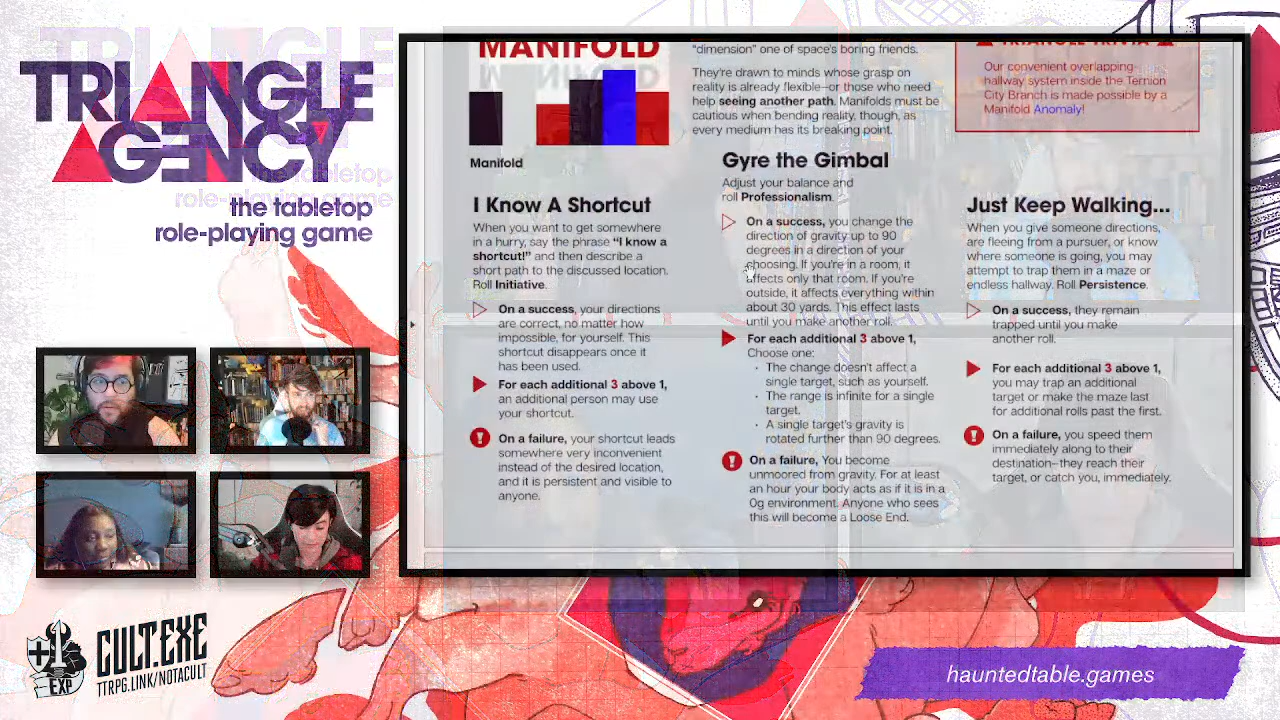 TRIANGLE
AGENCY
the tabletop
role-playing game
MANIFOLD
Manifold
"dimension" one of space's boring friends.
They're drawn to minds whose grasp on
reality is already flexible—or those who need
help seeing another path. Manifolds must be
cautious when bending reality, though, as
every medium has its breaking point.
TRIANGLE TRIVIA
Our convenient overlapping
hallway system inside the Ternion
City Branch is made possible by a
Manifold Anomaly!
I Know A Shortcut
When you want to get somewhere
in a hurry, say the phrase "I know a
shortcut!" and then describe a
short path to the discussed location.
Roll Initiative.
On a success, your directions
are correct, no matter how
impossible, for yourself. This
shortcut disappears once it
has been used.
For each additional 3 above 1,
an additional person may use
your shortcut.
On a failure, your shortcut leads
somewhere very inconvenient
instead of the desired location,
and it is persistent and visible to
anyone.
Gyre the Gimbal
Adjust your balance and
roll Professionalism.
On a success, you change the
direction of gravity up to 90
degrees in a direction of your
choosing. If you're in a room, it
affects only that room. If you're
outside, it affects everything within
about 30 yards. This effect lasts
until you make another roll.
For each additional 3 above 1,
Choose one:
· The change doesn't affect a
single target, such as yourself.
· The range is infinite for a single
target.
· A single target's gravity is
rotated further than 90 degrees.
On a failure, You become
unmoored from gravity. For at least
an hour your body acts as if it is in a
0g environment. Anyone who sees
this will become a Loose End.
Just Keep Walking...
When you give someone directions,
are fleeing from a pursuer, or know
where someone is going, you may
attempt to trap them in a maze or
endless hallway. Roll Persistence.
On a success, they remain
trapped until you make
another roll.
For each additional 3 above 1,
you may trap an additional
target or make the maze last
for additional rolls past the first.
On a failure, you speed them
immediately along to their
destination—they reach their
target, or catch you, immediately.
EXP
CULT.EXE
TTRPG.LINK/NOTACULT
hauntedtable.games